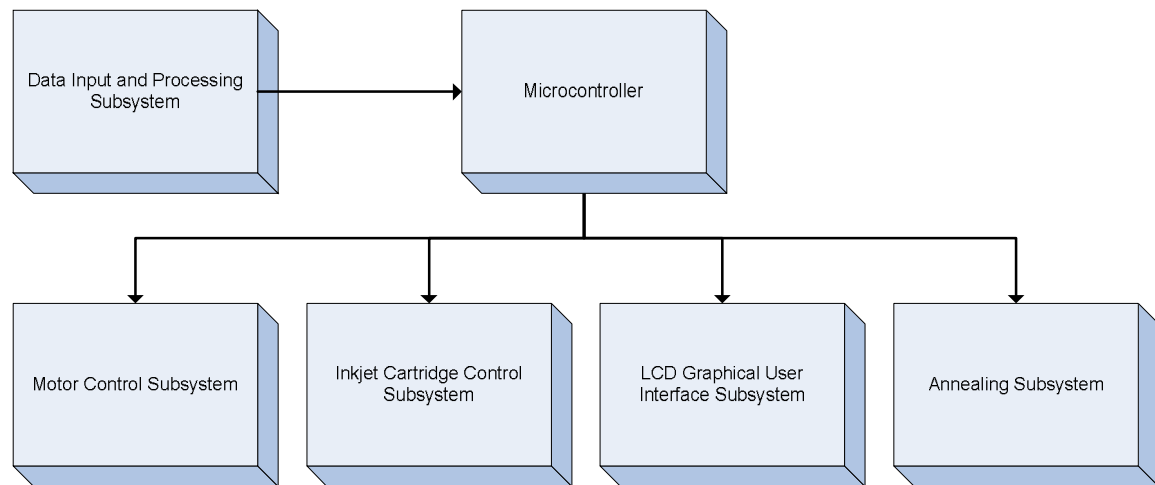 Data Input and Processing
Subsystem
Microcontroller
Motor Control Subsystem
Inkjet Cartridge Control
Subsystem
LCD Graphical User
Interface Subsystem
Annealing Subsystem